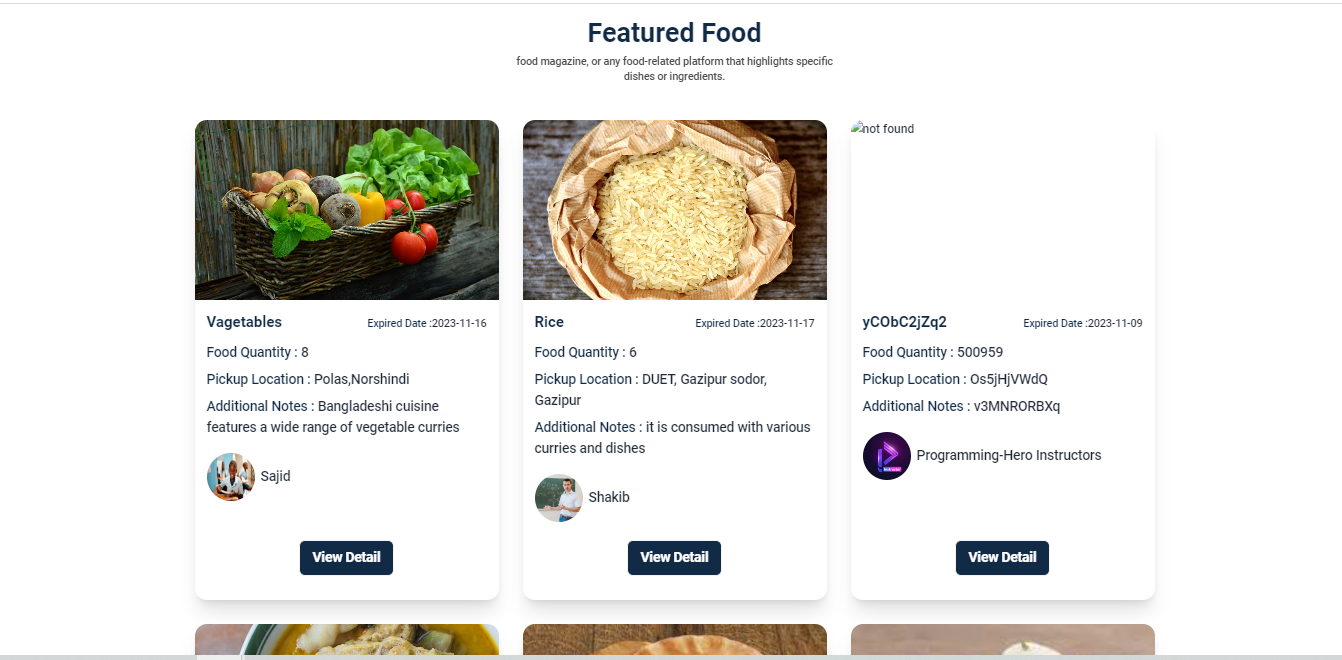 Featured Food
food magazine, or any food-related platform that highlights specific
dishes or ingredients.
not found
Vagetables
Expired Date :2023-11-16
Food Quantity : 8
Pickup Location : Polas,Norshindi
Additional Notes : Bangladeshi cuisine
features a wide range of vegetable curries
Sajid
View Detail
Rice
Expired Date :2023-11-17
Food Quantity : 6
Pickup Location : DUET, Gazipur sodor,
Gazipur
Additional Notes : it is consumed with various
curries and dishes
Shakib
View Detail
yCObC2jZq2
Expired Date :2023-11-09
Food Quantity : 500959
Pickup Location : Os5jHjVWdQ
Additional Notes : v3MNRORBXq
Programming-Hero Instructors
View Detail